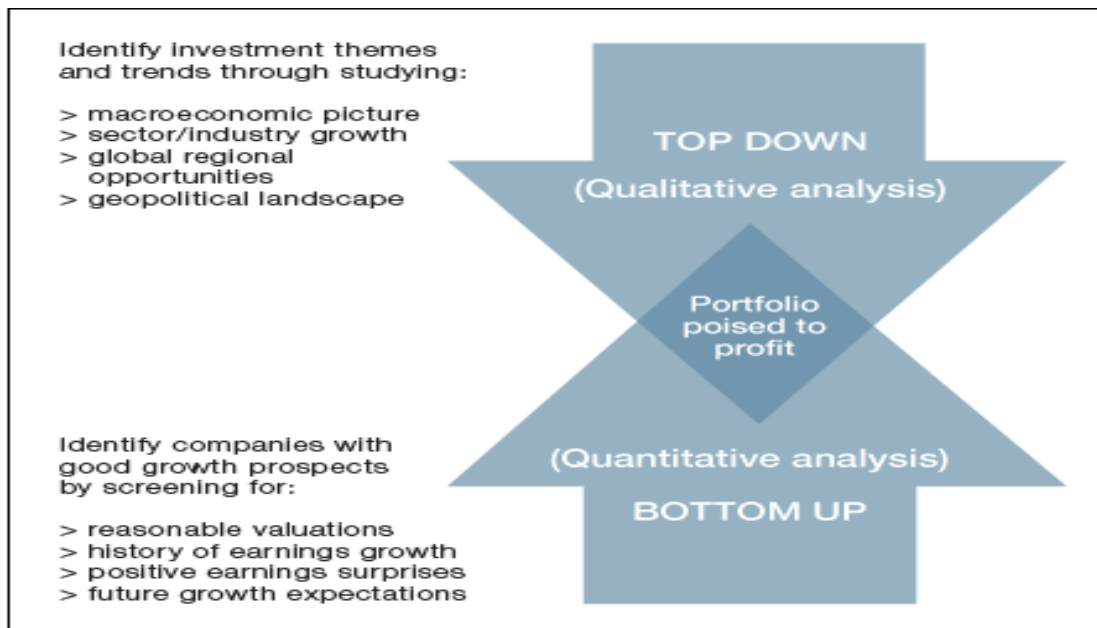 Identify investment themes
and trends through studying:
> macroeconomic picture
> sector/industry growth
> global regional
opportunities
> geopolitical landscape
TOP DOWN
(Qualitative analysis)
Portfolio
poised to
profit
Identify companies with
good growth prospects
by screening for:
> reasonable valuations
> history of earnings growth
> positive earnings surprises
> future growth expectations
(Quantitative analysis)
BOTTOM UP